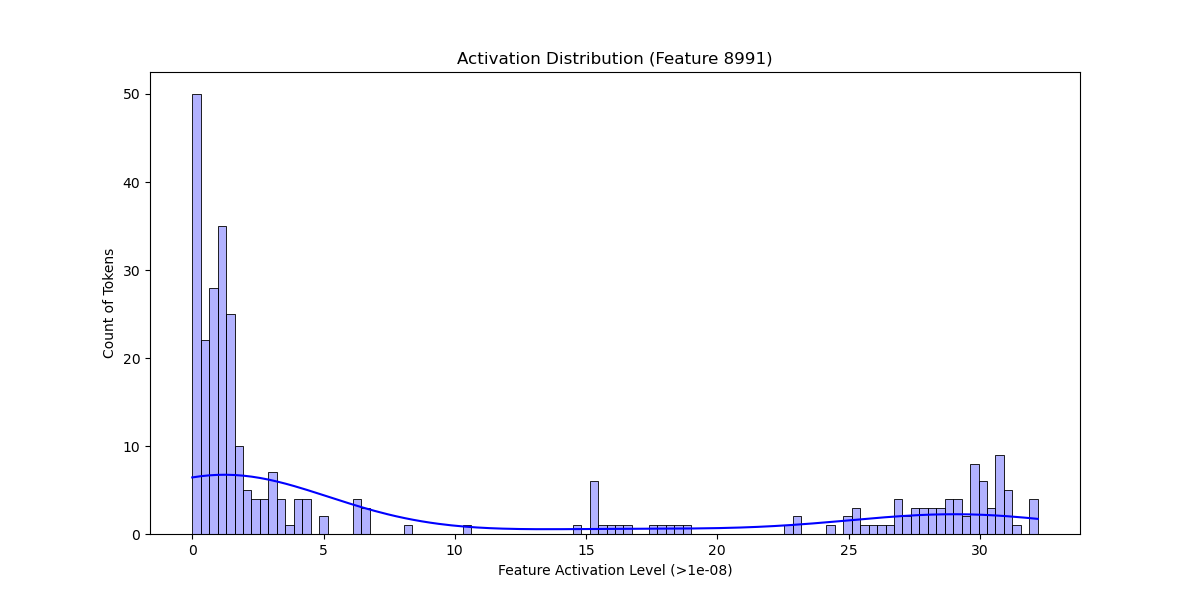 Activation Distribution (Feature 8991)
50
40
30
20
10
0
Count of Tokens
0 5 10 15 20 25 30
Feature Activation Level (>1e-08)